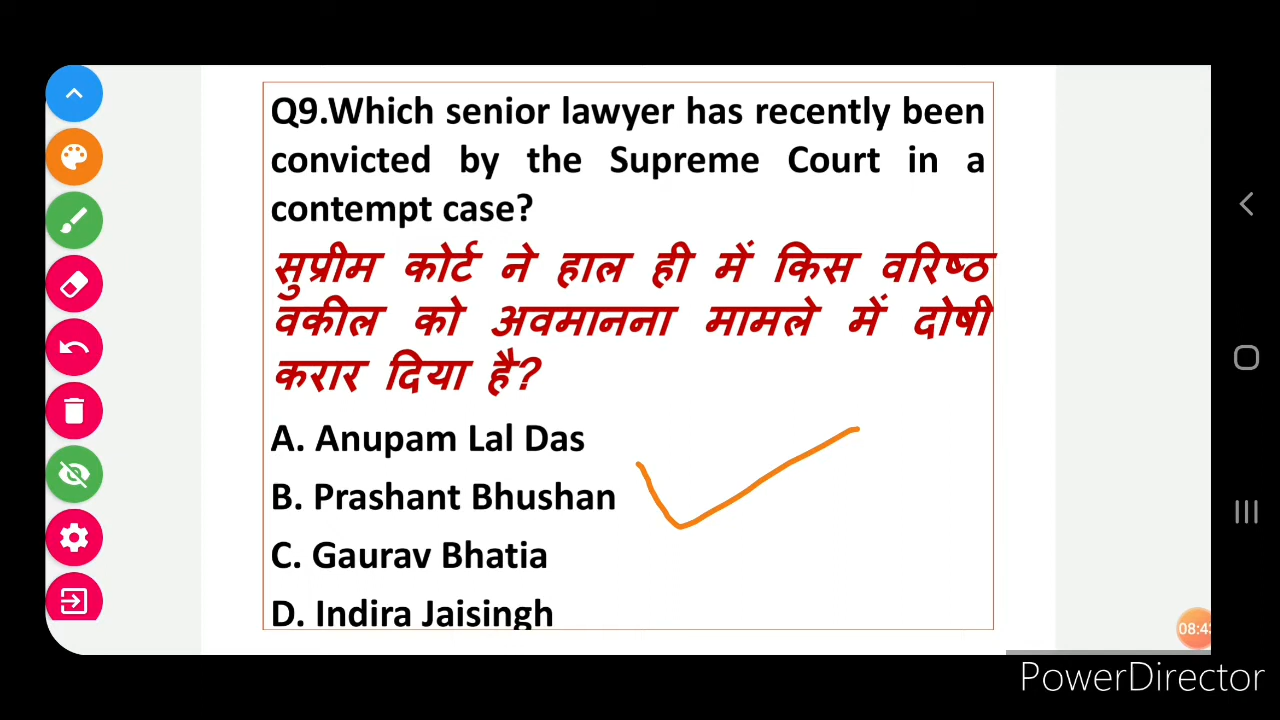 Q9.Which senior lawyer has recently been
convicted by the Supreme Court in a
contempt case?
सुप्रीम कोर्ट ने हाल ही में किस वरिष्ठ
वकील को अवमानना मामले में दोषी
करार दिया है?
A. Anupam Lal Das
B. Prashant Bhushan
C. Gaurav Bhatia
D. Indira Jaisingh
PowerDirector